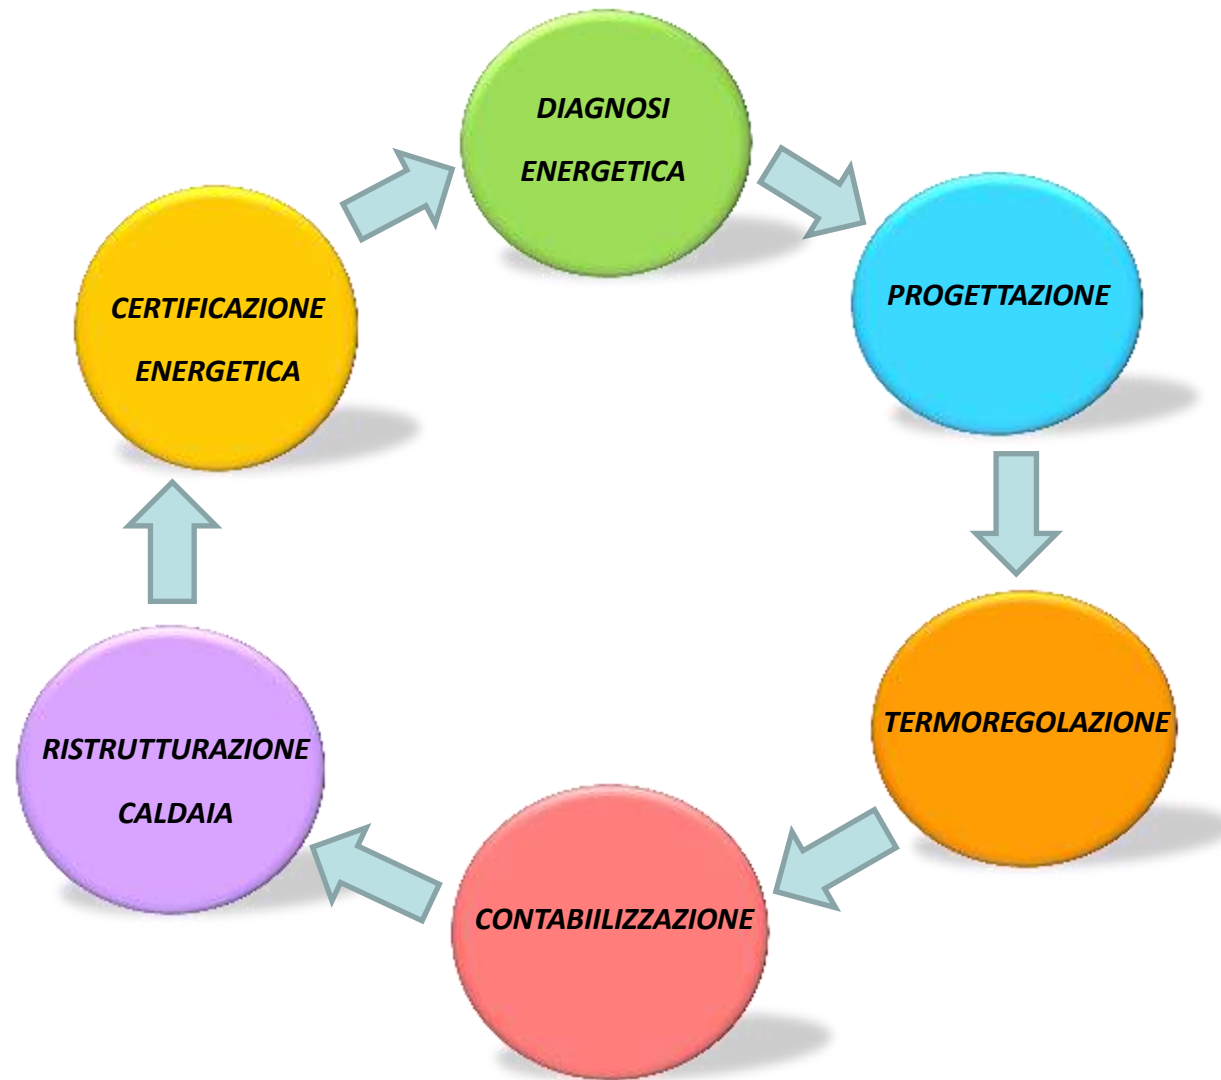 DIAGNOSI
ENERGETICA
PROGETTAZIONE
TERMOREGOLAZIONE
CONTABIILIZZAZIONE
RISTRUTTURAZIONE
CALDAIA
CERTIFICAZIONE
ENERGETICA